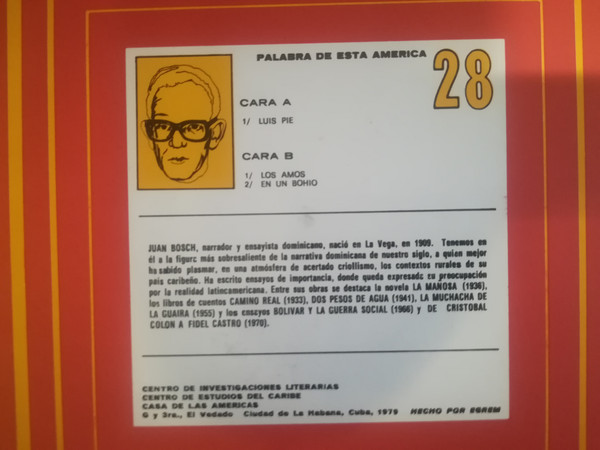 PALABRA DE ESTA AMERICA
28
CARA A
1/ LUIS PIE
CARA B
1/ LOS AMOS
2/ EN UN BOHIO
JUAN BOSCH, narrador y ensayista dominicano, nació en La Vega, en 1909. Tenemos en
él a la figura más sobresaliente de la narrativa dominicana de nuestro siglo, a quien mejor
ha sabido plasmar, en una atmósfera de acertado criollismo, los contextos rurales de su
país caribeño. Ha escrito ensayos de importancia, donde queda expresada su preocupación
por la realidad latinoamericana. Entre sus obras se destaca la novela LA MAÑOSA (1936),
los libros de cuentos CAMINO REAL (1933), DOS PESOS DE AGUA (1941), LA MUCHACHA DE
LA GUAIRA (1955) y los ensayos BOLIVAR Y LA GUERRA SOCIAL (1966) y DE CRISTOBAL
COLON A FIDEL CASTRO (1970).
CENTRO DE INVESTIGACIONES LITERARIAS
CENTRO DE ESTUDIOS DEL CARIBE
CASA DE LAS AMERICAS
G y 3ra., El Vedado Ciudad de La Habana, Cuba, 1979 HECHO POR EGREM